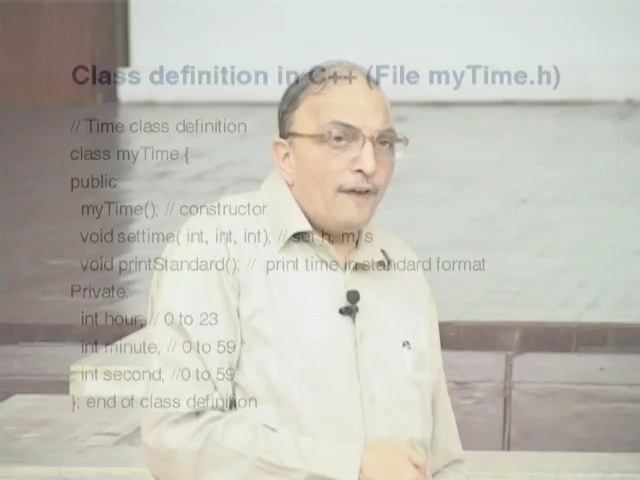 Class definition in C++ (File myTime.h)
// Time class definition
class myTime {
public:
myTime(); // constructor
void settime( int, int, int); // set h, m, s
void printStandard(); // print time in standard format
Private:
int hour; // 0 to 23
int minute; // 0 to 59
int second; //0 to 59
}; end of class definition